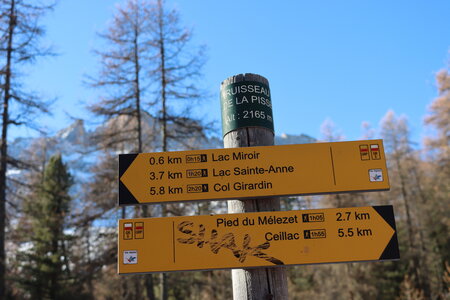 RUISSEAU
DE LA PISSE
Alt : 2165 m
0.6 km 0h15 Lac Miroir
3.7 km 1h20 Lac Sainte-Anne
5.8 km 2h20 Col Girardin
Pied du Mélezet 1h05 2.7 km
Ceillac 1h55 5.5 km